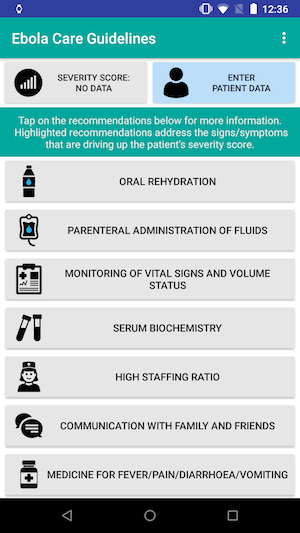 12:36
Ebola Care Guidelines
SEVERITY SCORE:
NO DATA
ENTER
PATIENT DATA
Tap on the recommendations below for more information.
Highlighted recommendations address the signs/symptoms
that are driving up the patient's severity score.
ORAL REHYDRATION
PARENTERAL ADMINISTRATION OF FLUIDS
MONITORING OF VITAL SIGNS AND VOLUME
STATUS
SERUM BIOCHEMISTRY
HIGH STAFFING RATIO
COMMUNICATION WITH FAMILY AND FRIENDS
MEDICINE FOR FEVER/PAIN/DIARRHOEA/VOMITING